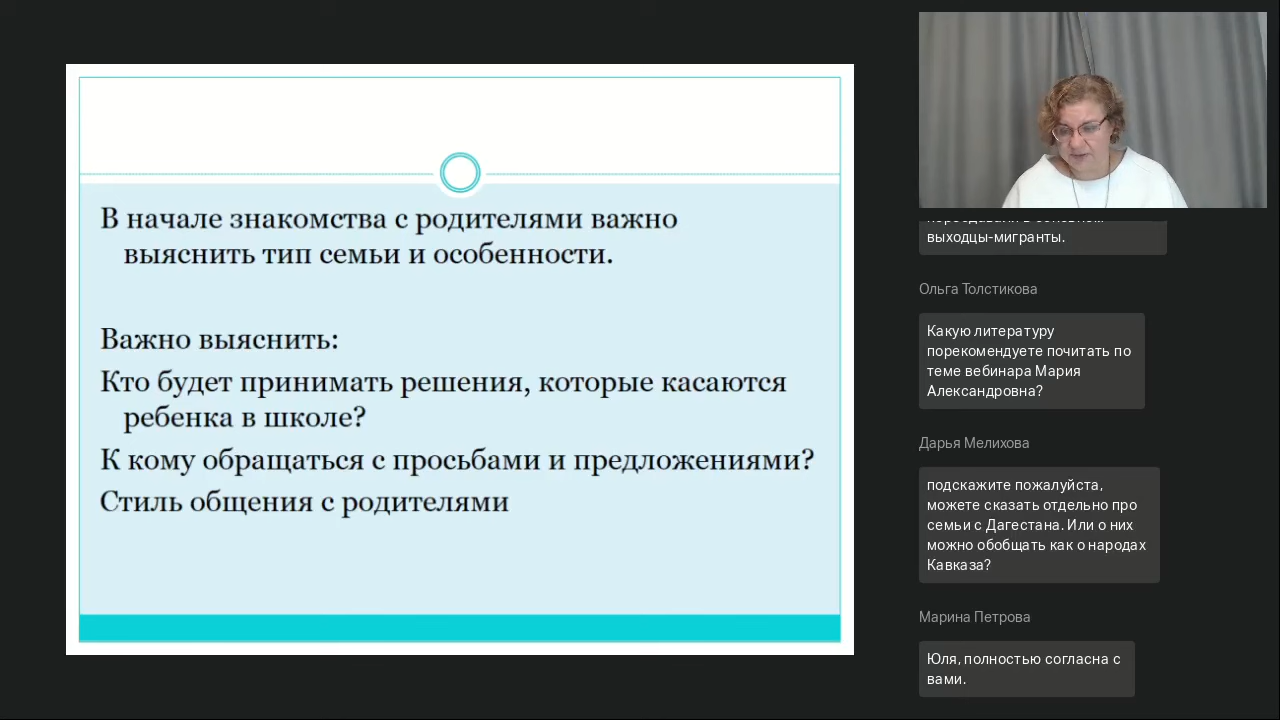 В начале знакомства с родителями важно
выяснить тип семьи и особенности.
Важно выяснить:
Кто будет принимать решения, которые касаются
ребенка в школе?
К кому обращаться с просьбами и предложениями?
Стиль общения с родителями
выходцы-мигранты.
Ольга Толстикова
Какую литературу
порекомендуете почитать по
теме вебинара Мария
Александровна?
Дарья Мелихова
подскажите пожалуйста,
можете сказать отдельно про
семьи с Дагестана. Или о них
можно обобщать как о народах
Кавказа?
Марина Петрова
Юля, полностью согласна с
вами.